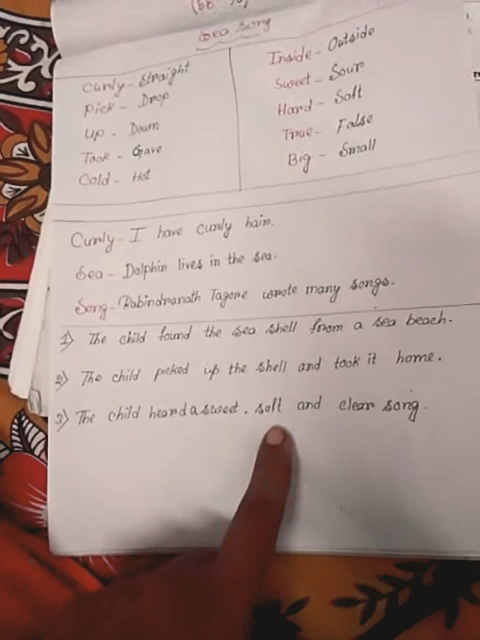 Sea Song
Curly - Straight
Pick - Drop
Up - Down
Took - Gave
Cold - Hot
Inside - Outside
Sweet - Sour
Hard - Soft
True - False
Big - Small
Curly - I have curly hair.
Sea - Dolphin lives in the sea.
Song - Rabindranath Tagore wrote many songs.
1) The child found the sea shell from a sea beach.
2) The child picked up the shell and took it home.
3) The child heard a sweet, soft and clear song.